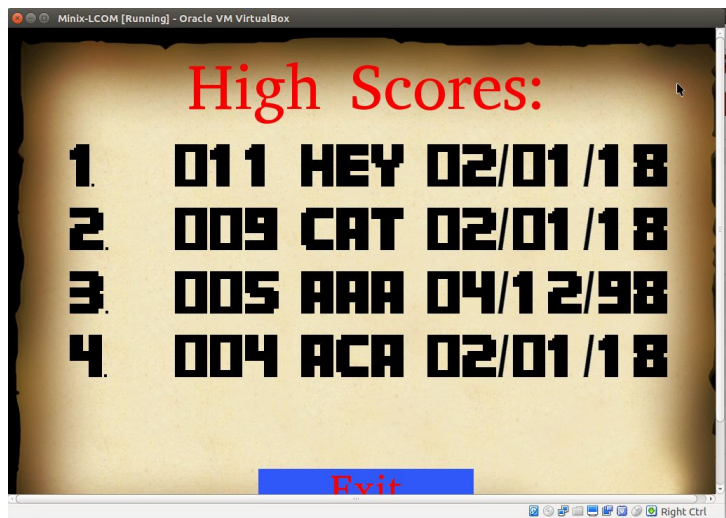 Minix-LCOM [Running] - Oracle VM VirtualBox
High Scores:
1. 011 HEY 02/01/18
2. 009 CAT 02/01/18
3. 005 AAA 04/12/98
4. 004 ACA 02/01/18
Exit
Right Ctrl